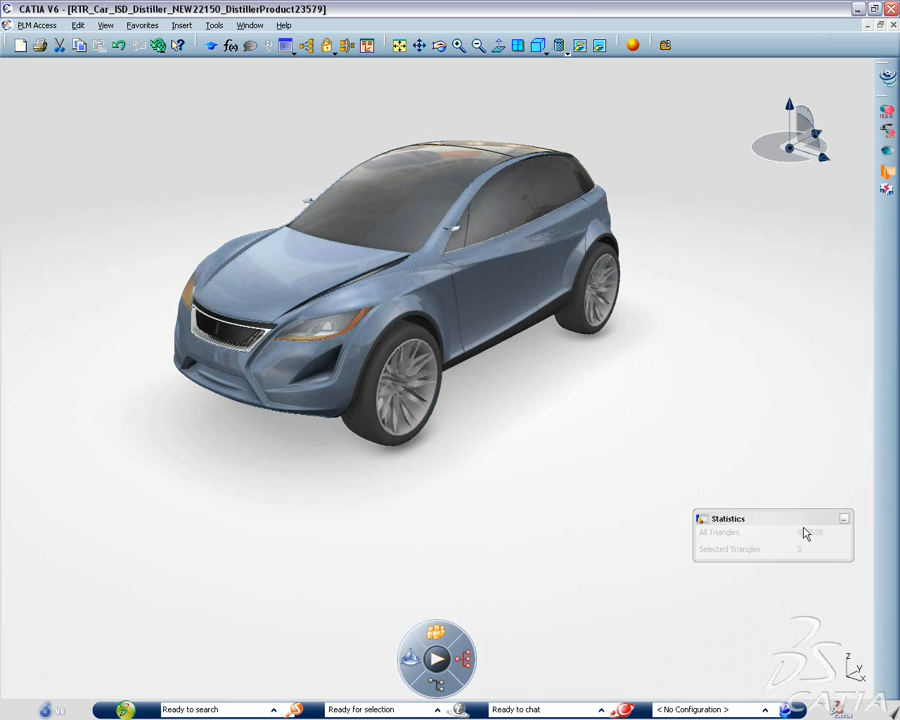 CATIA V6 - [RTR_Car_ISD_Distiller_NEW22150_DistillerProduct23579]
PLM Access Edit View Favorites Insert Tools Window Help
Statistics
All Triangles
Selected Triangles 0
z
y
x
CATIA
V6
Ready to search
Ready for selection
Ready to chat
< No Configuration >